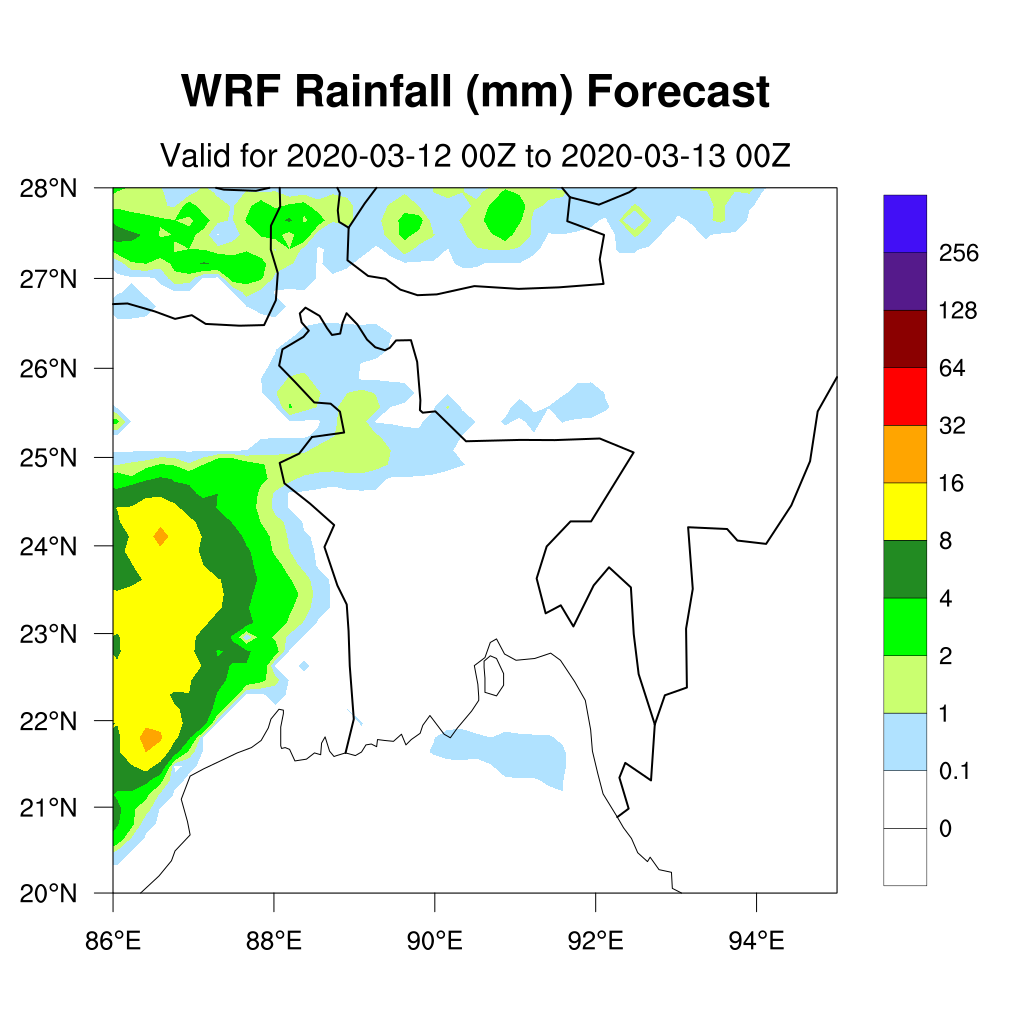 WRF Rainfall (mm) Forecast
Valid for 2020-03-12 00Z to 2020-03-13 00Z
28°N
27°N
26°N
25°N
24°N
23°N
22°N
21°N
20°N
86°E
88°E
90°E
92°E
94°E
256
128
64
32
16
8
4
2
1
0.1
0